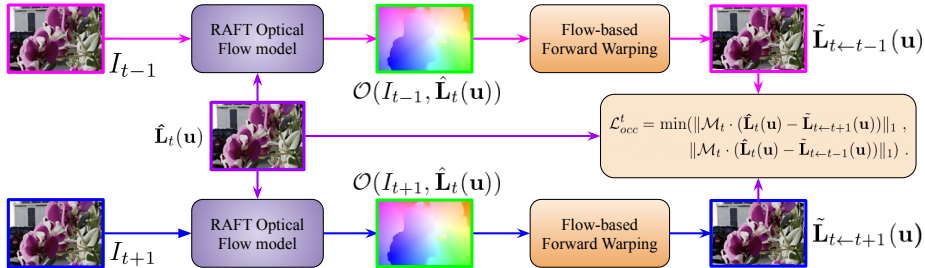 RAFT Optical
Flow model
Flow-based
Forward Warping
L̃_{t←t−1}(u)
I_{t−1}
O(I_{t−1}, L̂_t(u))
L̂_t(u)
L^t_{occ} = min(‖M_t · (L̂_t(u) − L̃_{t←t+1}(u))‖_1 ,
‖M_t · (L̂_t(u) − L̃_{t←t−1}(u))‖_1) .
O(I_{t+1}, L̂_t(u))
RAFT Optical
Flow model
Flow-based
Forward Warping
L̃_{t←t+1}(u)
I_{t+1}